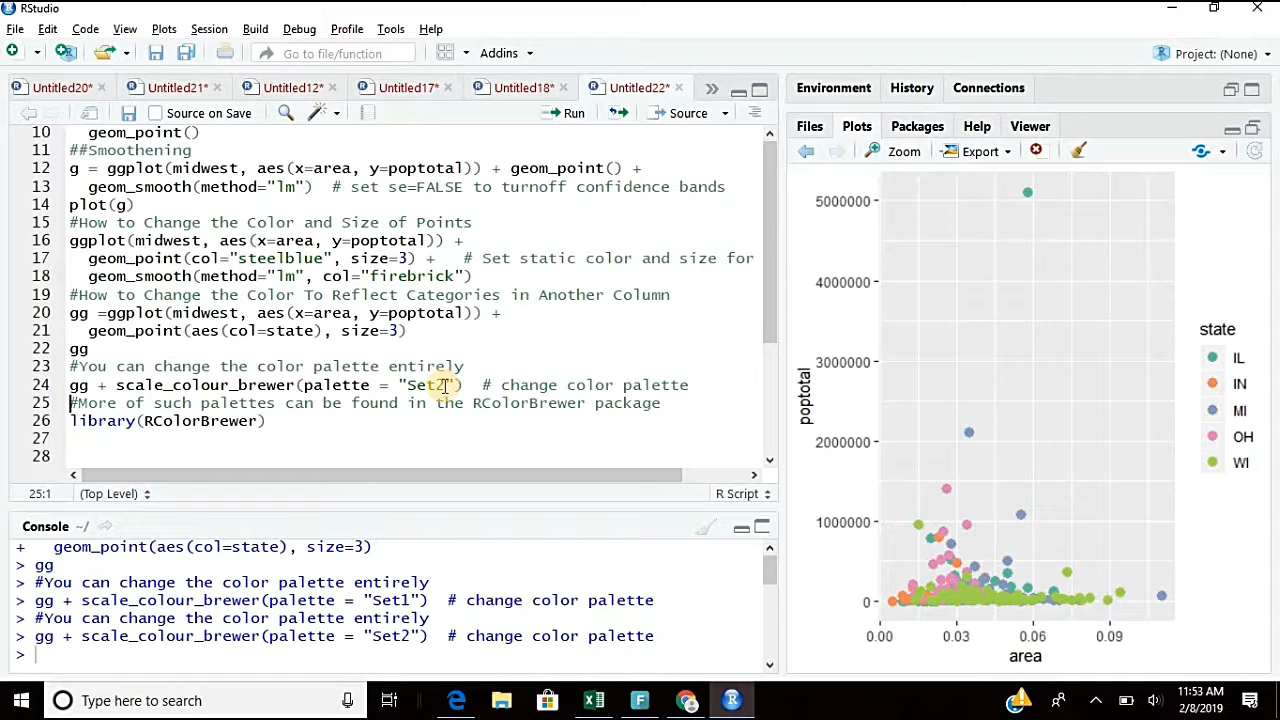 RStudio
File Edit Code View Plots Session Build Debug Profile Tools Help
Go to file/function Addins Project: (None)
Untitled20* Untitled21* Untitled12* Untitled17* Untitled18* Untitled22*
Source on Save Run Source
10 geom_point()
11 ##Smoothening
12 g = ggplot(midwest, aes(x=area, y=poptotal)) + geom_point() +
13 geom_smooth(method="lm") # set se=FALSE to turnoff confidence bands
14 plot(g)
15 #How to Change the Color and Size of Points
16 ggplot(midwest, aes(x=area, y=poptotal)) +
17 geom_point(col="steelblue", size=3) + # Set static color and size for
18 geom_smooth(method="lm", col="firebrick")
19 #How to Change the Color To Reflect Categories in Another Column
20 gg =ggplot(midwest, aes(x=area, y=poptotal)) +
21 geom_point(aes(col=state), size=3)
22 gg
23 #You can change the color palette entirely
24 gg + scale_colour_brewer(palette = "Set2") # change color palette
25 #More of such palettes can be found in the RColorBrewer package
26 library(RColorBrewer)
27
28
25:1 (Top Level) R Script
Console ~/
+ geom_point(aes(col=state), size=3)
> gg
> #You can change the color palette entirely
> gg + scale_colour_brewer(palette = "Set1") # change color palette
> #You can change the color palette entirely
> gg + scale_colour_brewer(palette = "Set2") # change color palette
>
Environment History Connections
Files Plots Packages Help Viewer
Zoom Export
5000000
4000000
3000000
2000000
1000000
0
poptotal
0.00 0.03 0.06 0.09
area
state
IL
IN
MI
OH
WI
Type here to search
11:53 AM
2/8/2019